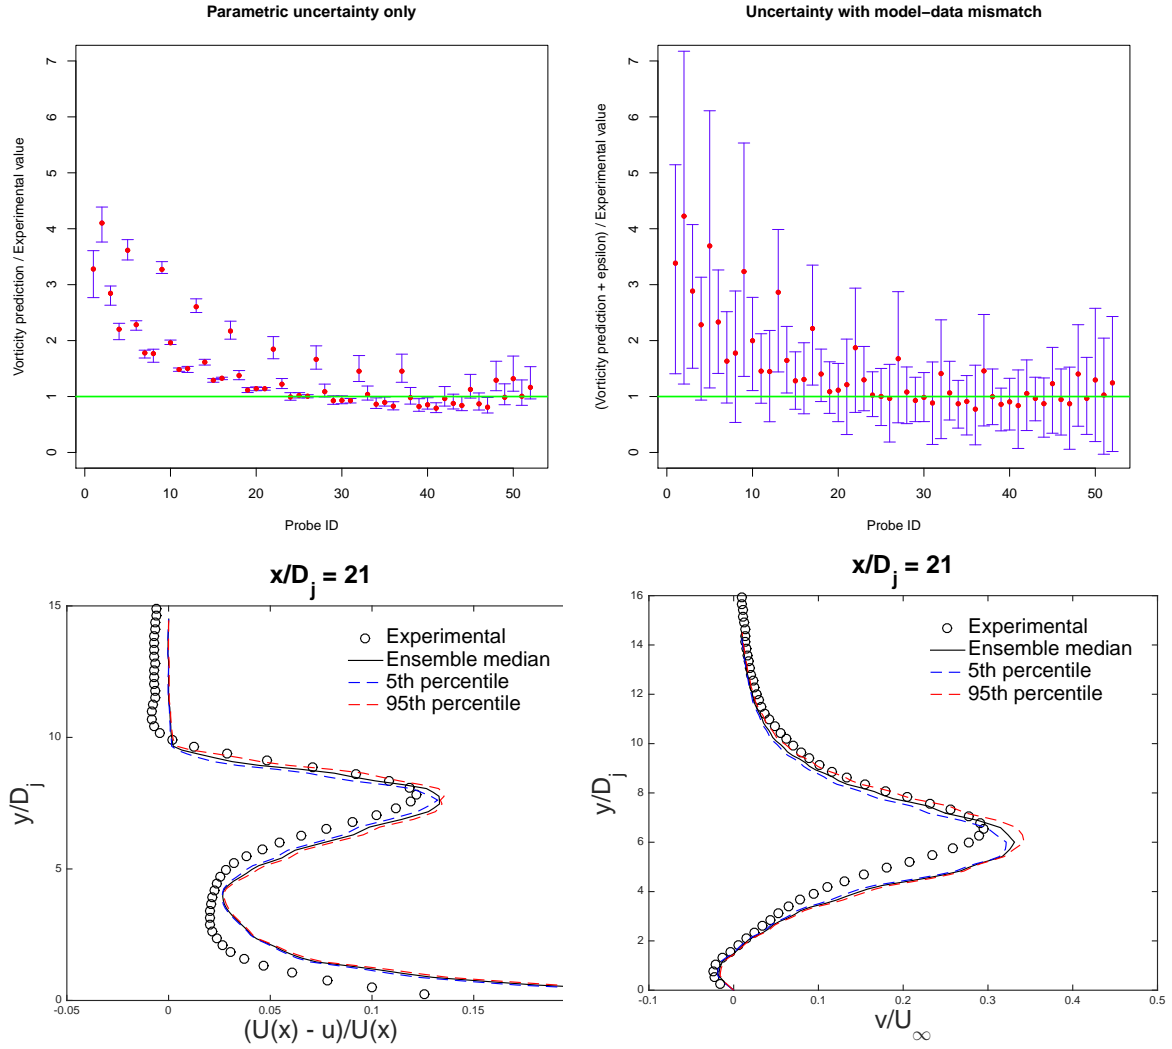 Parametric uncertainty only
Vorticity prediction / Experimental value
0 1 2 3 4 5 6 7
0 10 20 30 40 50
Probe ID
Uncertainty with model−data mismatch
(Vorticity prediction + epsilon) / Experimental value
0 1 2 3 4 5 6 7
0 10 20 30 40 50
Probe ID
x/D_j = 21
y/D_j
15
10
5
0
Experimental
Ensemble median
5th percentile
95th percentile
-0.05 0 0.05 0.1 0.15
(U(x) - u)/U(x)
x/D_j = 21
y/D_j
16
14
12
10
8
6
4
2
0
Experimental
Ensemble median
5th percentile
95th percentile
-0.1 0 0.1 0.2 0.3 0.4 0.5
v/U_∞